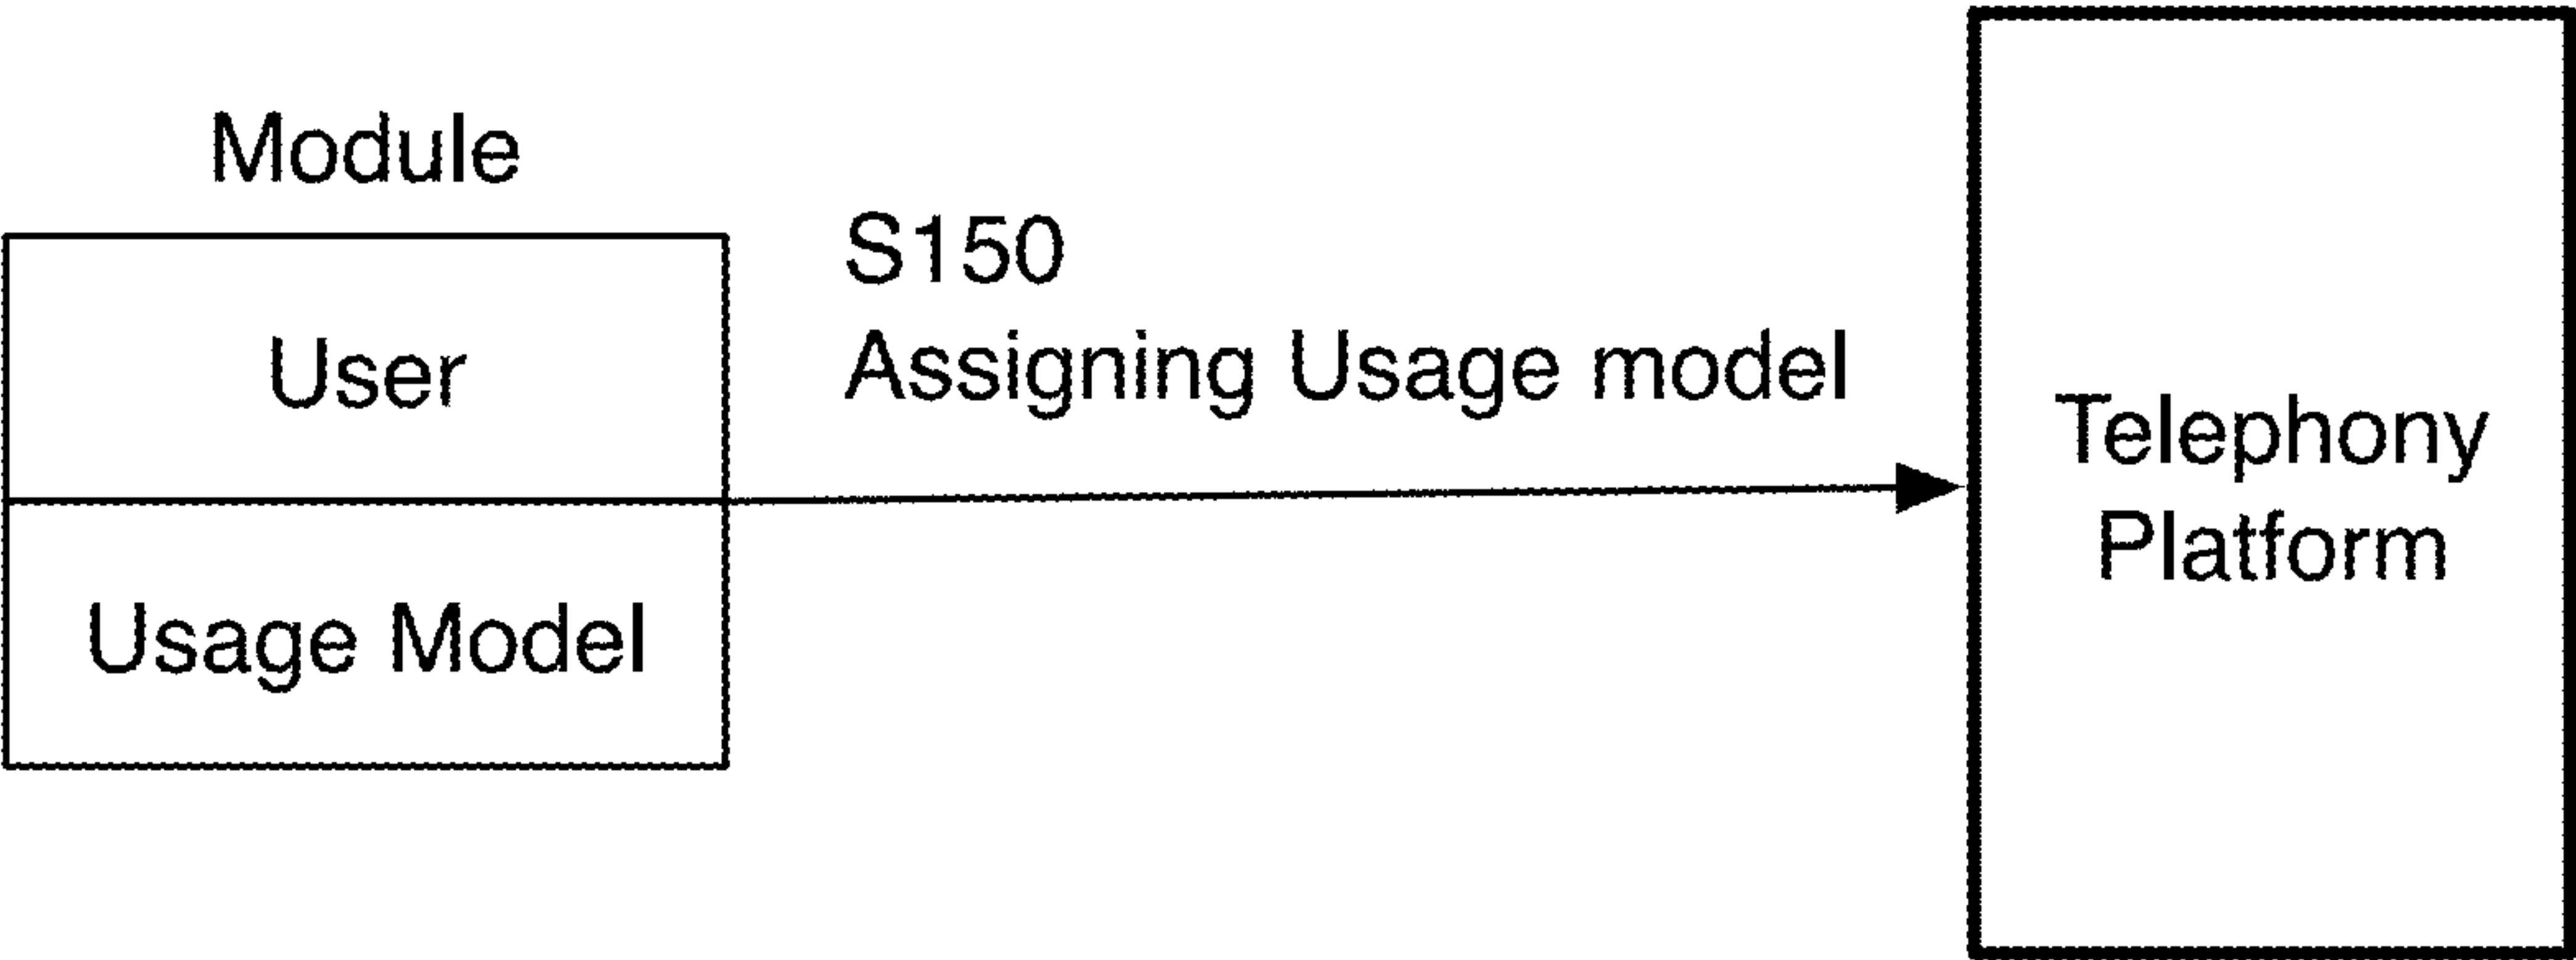 Module
User
Usage Model
S150
Assigning Usage model
Telephony
Platform